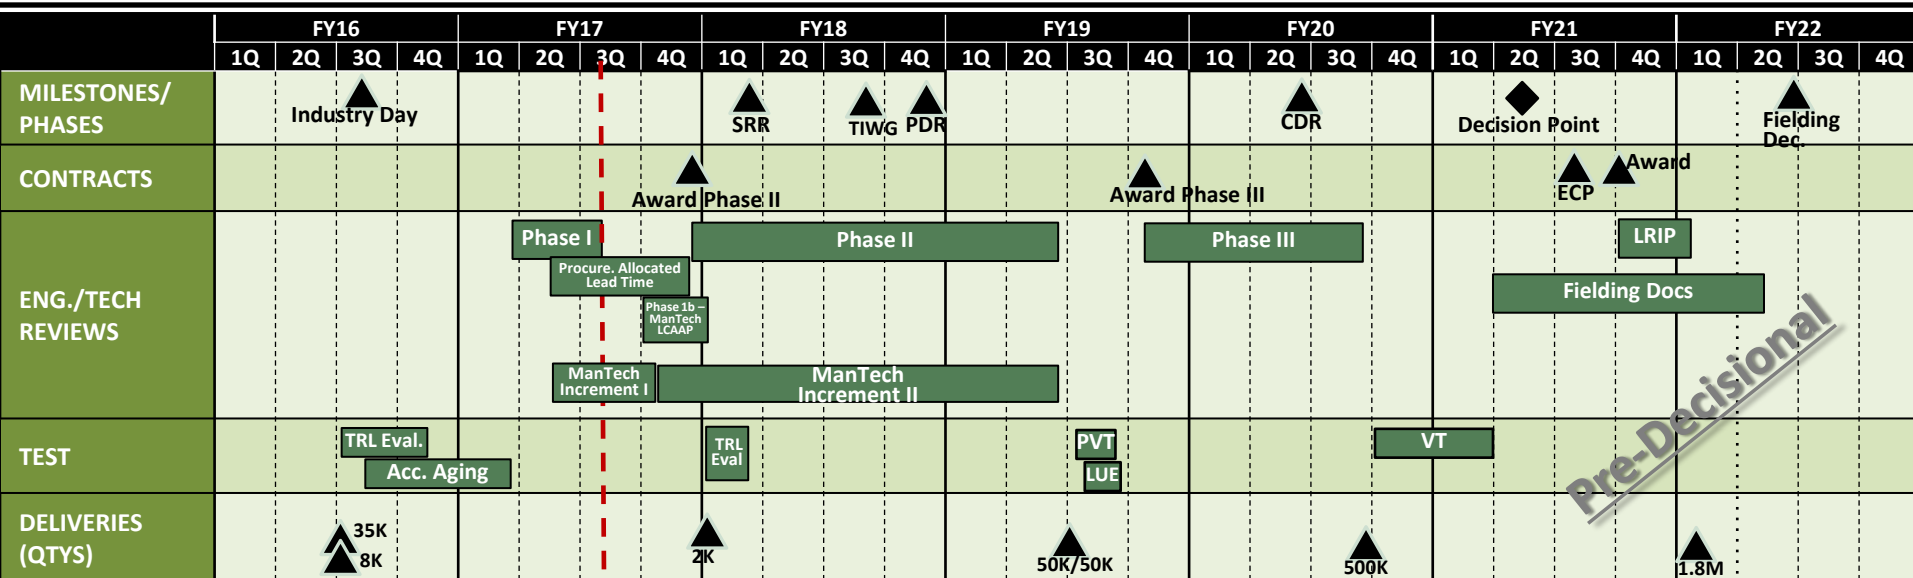 FY16 FY17 FY18 FY19 FY20 FY21 FY22
1Q 2Q 3Q 4Q 1Q 2Q 3Q 4Q 1Q 2Q 3Q 4Q 1Q 2Q 3Q 4Q 1Q 2Q 3Q 4Q 1Q 2Q 3Q 4Q 1Q 2Q 3Q 4Q
MILESTONES/
PHASES
Industry Day
SRR
TIWG
PDR
CDR
Decision Point
Fielding
Dec.
CONTRACTS
Award Phase II
Award Phase III
ECP
Award
ENG./TECH
REVIEWS
Phase I
Phase II
Phase III
LRIP
Procure. Allocated
Lead Time
Fielding Docs
Phase 1b –
ManTech
LCAAP
ManTech
Increment I
ManTech
Increment II
Pre-Decisional
TEST
TRL Eval.
Acc. Aging
TRL
Eval
PVT
LUE
VT
DELIVERIES
(QTYS)
35K
8K
2K
50K/50K
500K
1.8M